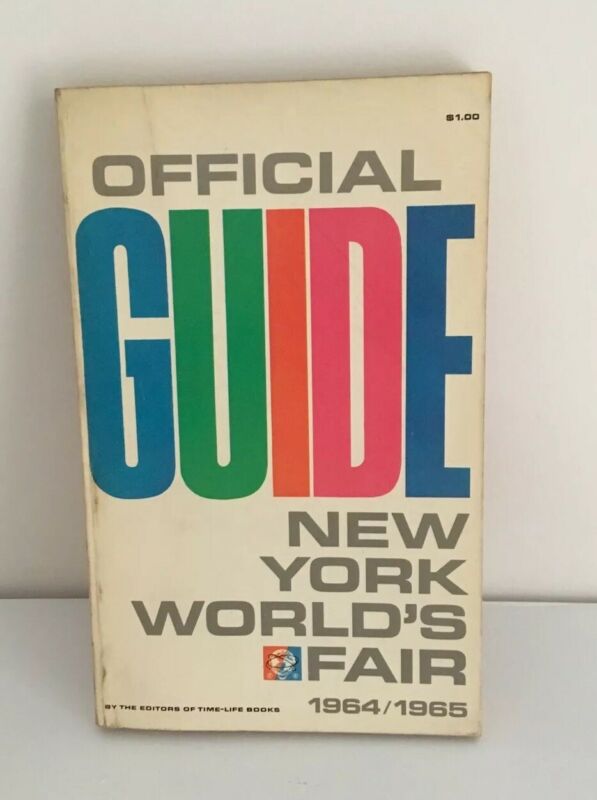 $1.00
OFFICIAL
GUIDE
NEW
YORK
WORLD'S
FAIR
BY THE EDITORS OF TIME-LIFE BOOKS
1964/1965